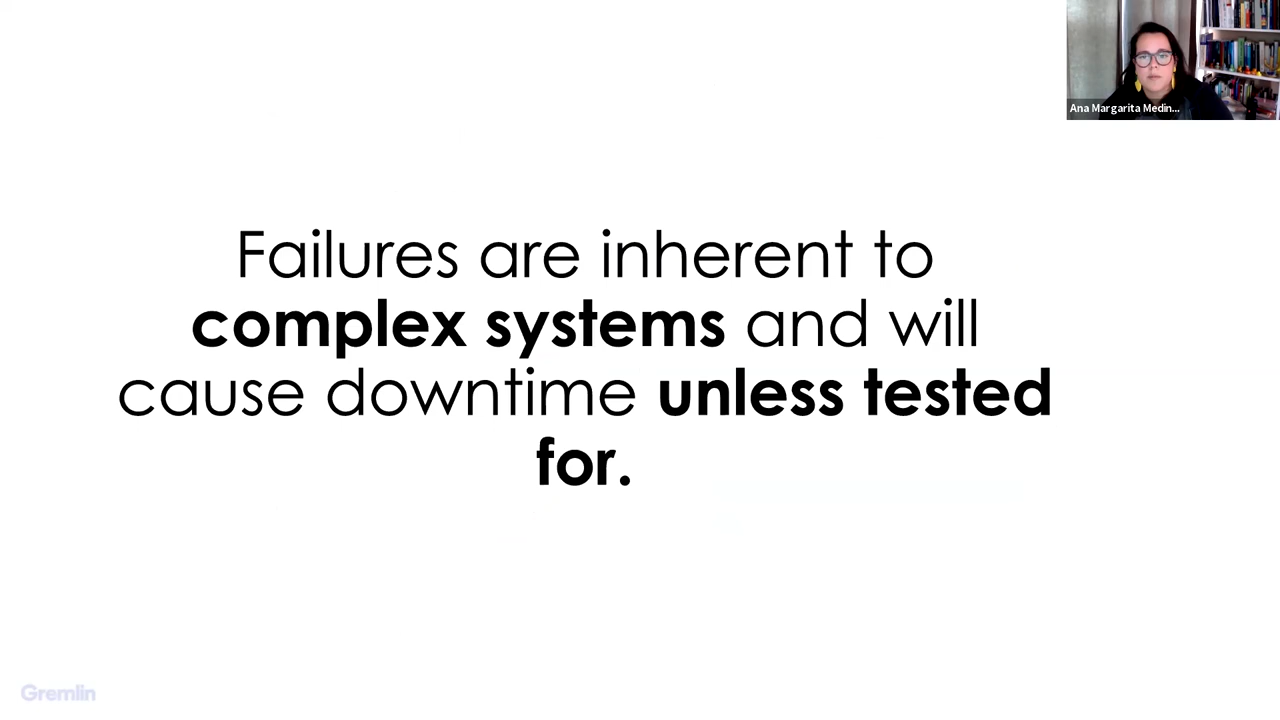 Ana Margarita Medin...
Failures are inherent to
complex systems and will
cause downtime unless tested
for.
Gremlin